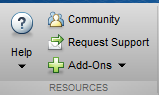 Help
Community
Request Support
Add-Ons
RESOURCES